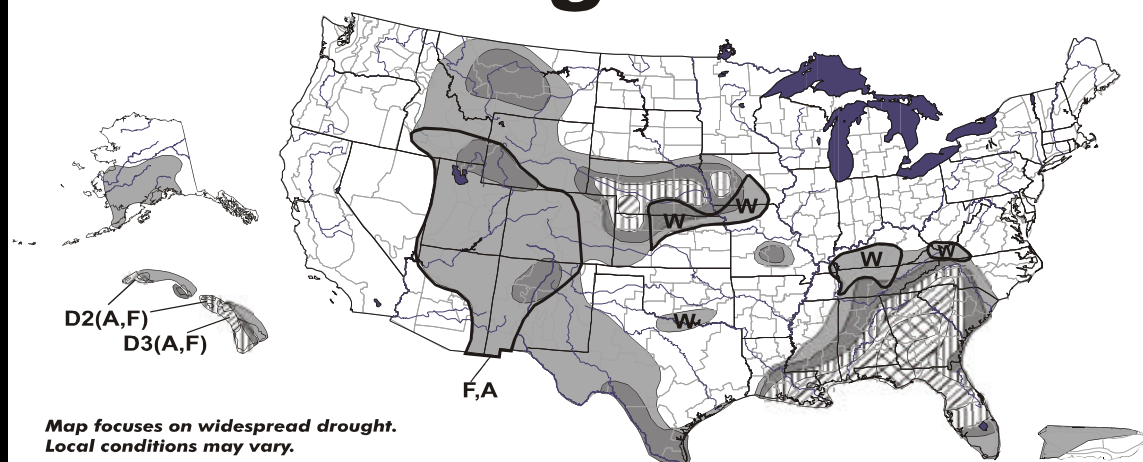 W
W
W
W
W
D2(A,F)
D3(A,F)
F,A
Map focuses on widespread drought.
Local conditions may vary.